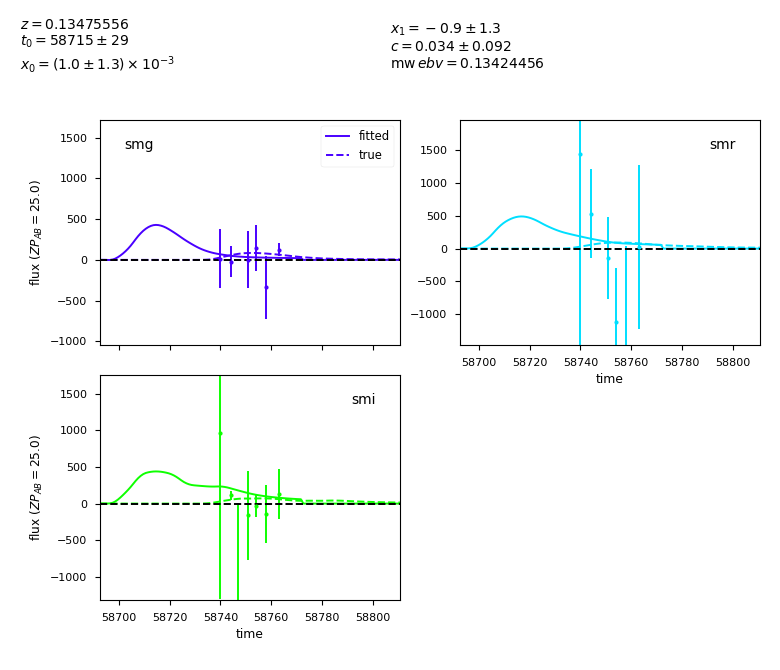 z = 0.13475556
t₀ = 58715 ± 29
x₀ = (1.0 ± 1.3) × 10⁻³
x₁ = − 0.9 ± 1.3
c = 0.034 ± 0.092
mw ebv = 0.13424456
smg
fitted
true
1500
1000
500
0
−500
−1000
flux (ZP_AB = 25.0)
smr
1500
1000
500
0
−500
−1000
58700 58720 58740 58760 58780 58800
time
smi
1500
1000
500
0
−500
−1000
flux (ZP_AB = 25.0)
58700 58720 58740 58760 58780 58800
time